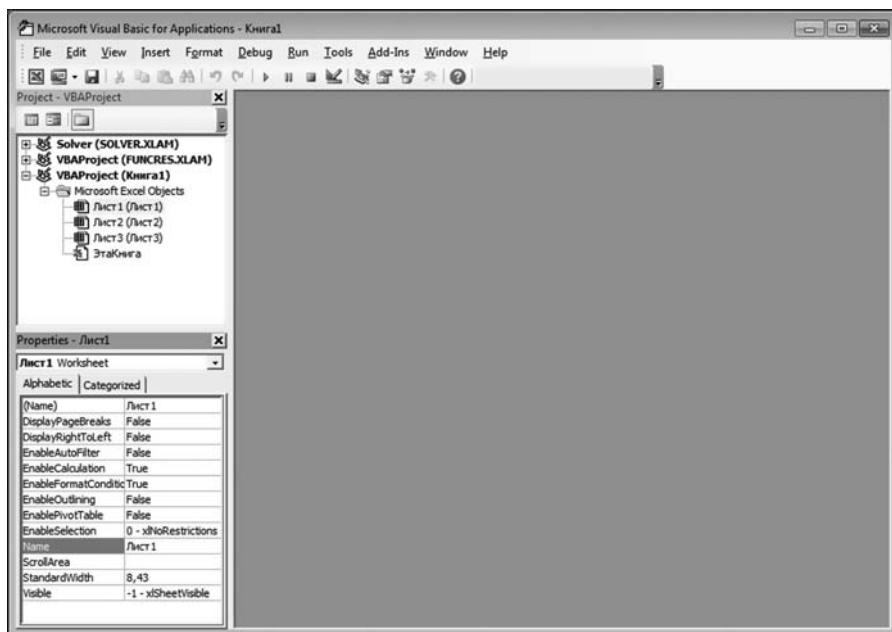 Microsoft Visual Basic for Applications - Книга1
File Edit View Insert Format Debug Run Tools Add-Ins Window Help
Project - VBAProject
Solver (SOLVER.XLAM)
VBAProject (FUNCRES.XLAM)
VBAProject (Книга1)
Microsoft Excel Objects
Лист1 (Лист1)
Лист2 (Лист2)
Лист3 (Лист3)
ЭтаКнига
Properties - Лист1
Лист1 Worksheet
Alphabetic Categorized
(Name) Лист1
DisplayPageBreaks False
DisplayRightToLeft False
EnableAutoFilter False
EnableCalculation True
EnableFormatConditic True
EnableOutlining False
EnablePivotTable False
EnableSelection 0 - xlNoRestrictions
Name Лист1
ScrollArea
StandardWidth 8,43
Visible -1 - xlSheetVisible